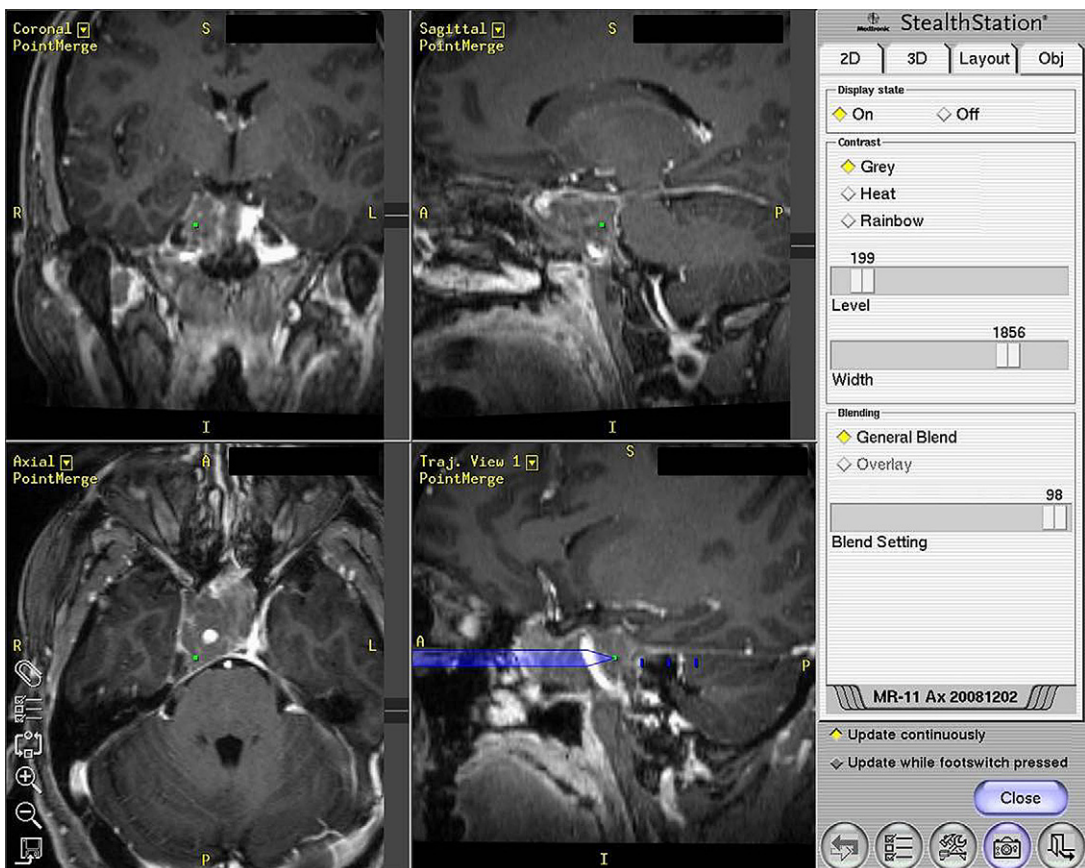 Coronal
PointMerge
S
R
L
I
Sagittal
PointMerge
S
A
P
I
Axial
PointMerge
A
R
L
P
Traj. View 1
PointMerge
S
A
P
I
Medtronic
StealthStation®
2D 3D Layout Obj
Display state
On Off
Contrast
Grey
Heat
Rainbow
199
Level
1856
Width
Blending
General Blend
Overlay
98
Blend Setting
MR-11 Ax 20081202
Update continuously
Update while footswitch pressed
Close